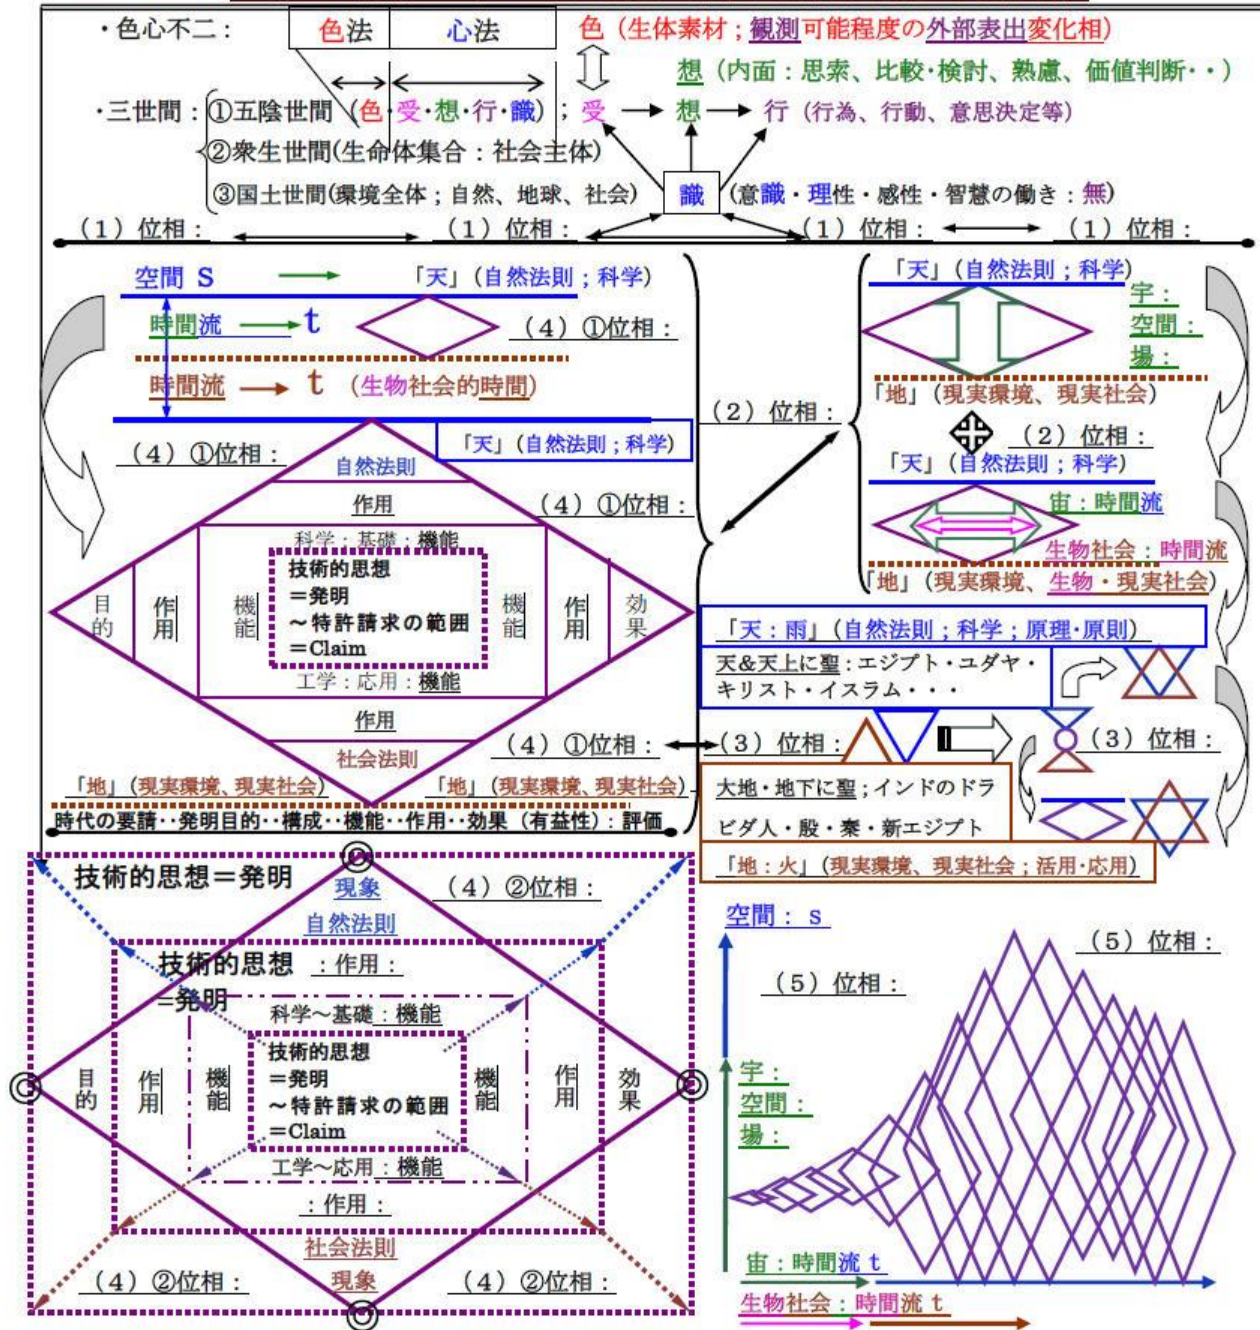 ・色心不二： 色法 心法 色（生体素材；観測可能程度の外部表出変化相）
想（内面：思索、比較・検討、熟慮、価値判断・・）
・三世間：①五陰世間（色・受・想・行・識）；受 → 想 → 行（行為、行動、意思決定等）
②衆生世間(生命体集合：社会主体)
③国土世間(環境全体；自然、地球、社会) 識 (意識・理性・感性・智慧の働き：無)
（1）位相： （1）位相： （1）位相： （1）位相：
空間 S → 「天」（自然法則；科学）
時間流 → t （4）①位相：
時間流 → t （生物社会的時間）
「天」（自然法則；科学）
（4）①位相：
自然法則
作用
（4）①位相：
科学：基礎：機能
技術的思想
＝発明
～特許請求の範囲
＝Claim
目的
作用
機能
機能
作用
効果
工学：応用：機能
作用
社会法則
（4）①位相：
「地」（現実環境、現実社会） 「地」（現実環境、現実社会）
時代の要請‥発明目的‥構成‥機能‥作用‥効果（有益性）：評価
（2）位相：
「天」（自然法則；科学）
宇：
空間：
場：
「地」（現実環境、現実社会）
（2）位相：
「天」（自然法則；科学）
宙：時間流
生物社会：時間流
「地」（現実環境、生物・現実社会）
「天：雨」（自然法則；科学；原理・原則）
天&天上に聖：エジプト・ユダヤ・
キリスト・イスラム・・・
（3）位相： （3）位相：
大地・地下に聖；インドのドラ
ビダ人・殷・秦・新エジプト
「地：火」（現実環境、現実社会；活用・応用）
技術的思想＝発明
現象
（4）②位相：
自然法則
技術的思想 ：作用：
=発明
科学～基礎：機能
技術的思想
＝発明
～特許請求の範囲
＝Claim
目的
作用
機能
機能
作用
効果
工学～応用：機能
：作用：
社会法則
（4）②位相： 現象 （4）②位相：
空間：s
（5）位相：
（5）位相：
宇：
空間：
場：
宙：時間流 t
生物社会：時間流 t